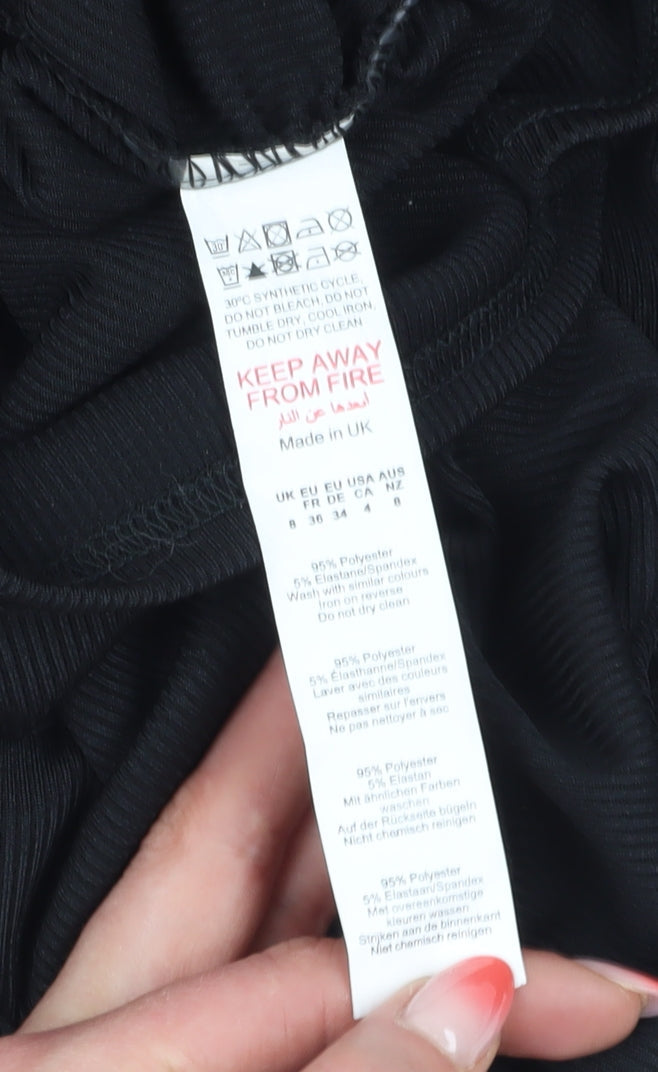 30°C SYNTHETIC CYCLE,
DO NOT BLEACH, DO NOT
TUMBLE DRY, COOL IRON,
DO NOT DRY CLEAN
KEEP AWAY
FROM FIRE
أبعدها عن النار
Made in UK
UK EU EU USA AUS
FR DE CA NZ
8 36 34 4 8
95% Polyester
5% Elastane/Spandex
Wash with similar colours
Iron on reverse
Do not dry clean
95% Polyester
5% Élasthanne/Spandex
Laver avec des couleurs
similaires
Repasser sur l'envers
Ne pas nettoyer à sec
95% Polyester
5% Elastan
Mit ähnlichen Farben
waschen
Auf der Rückseite bügeln
Nicht chemisch reinigen
95% Polyester
5% Elastaan/Spandex
Met overeenkomstige
kleuren wassen
Strijken aan de binnenkant
Niet chemisch reinigen